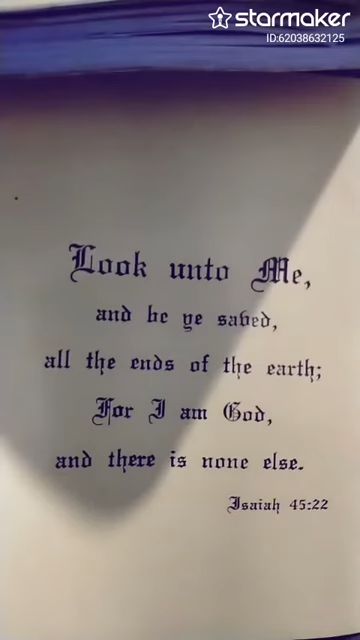 starmaker
ID:62038632125
Look unto Me,
and be ye saved,
all the ends of the earth;
For I am God,
and there is none else.
Isaiah 45:22